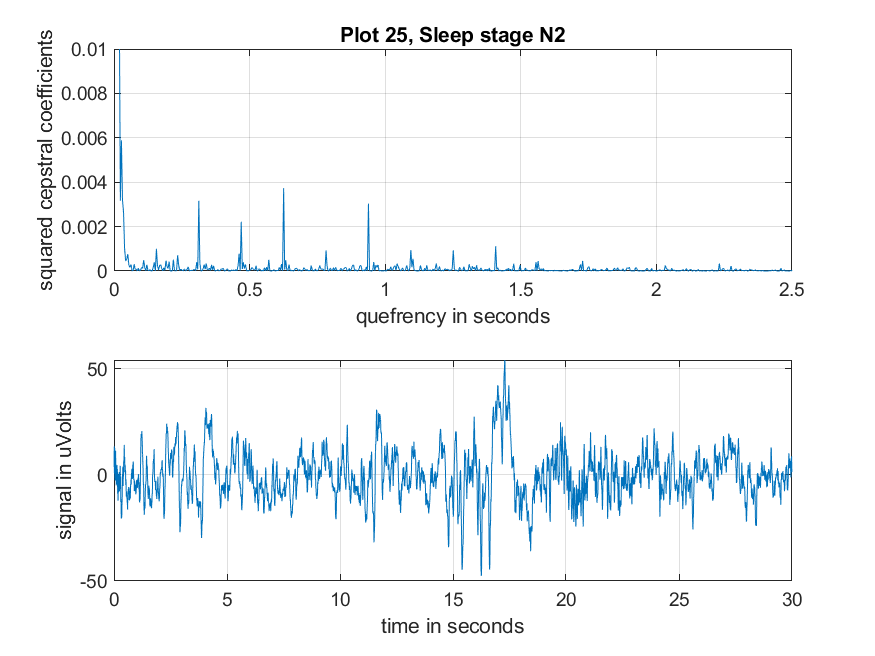 Plot 25, Sleep stage N2
squared cepstral coefficients
0.01
0.008
0.006
0.004
0.002
0
0 0.5 1 1.5 2 2.5
quefrency in seconds
signal in uVolts
50
0
-50
0 5 10 15 20 25 30
time in seconds